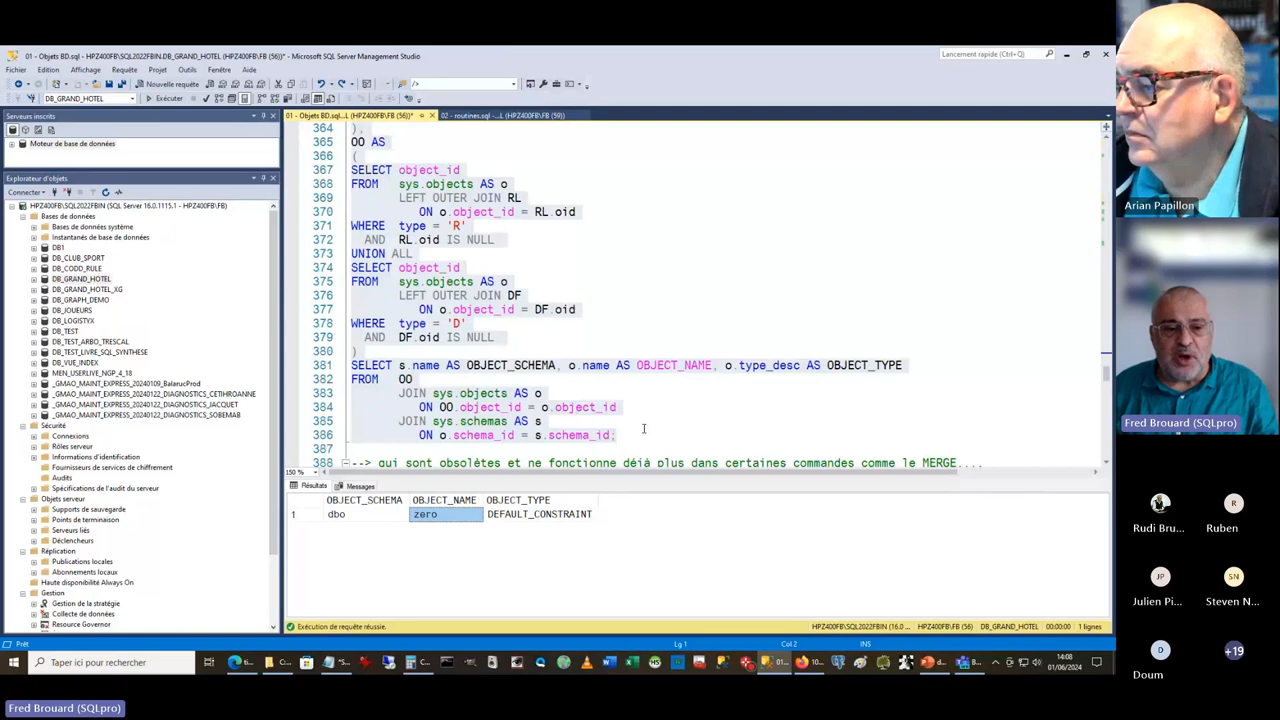 01 - Objets BD.sql - HPZ400FB\SQL2022FBIN.DB_GRAND_HOTEL (HPZ400FB\FB (56))* - Microsoft SQL Server Management Studio
Lancement rapide (Ctrl+Q)
Fichier Edition Affichage Requête Projet Outils Fenêtre Aide
Nouvelle requête
DB_GRAND_HOTEL
Exécuter
Serveurs inscrits
Moteur de base de données
Explorateur d'objets
Connecter
HPZ400FB\SQL2022FBIN (SQL Server 16.0.1115.1 - HPZ400FB\FB)
Bases de données
Bases de données système
Instantanés de base de données
DB1
DB_CLUB_SPORT
DB_CODD_RULE
DB_GRAND_HOTEL
DB_GRAND_HOTEL_XG
DB_GRAPH_DEMO
DB_JOUEURS
DB_LOGISTYX
DB_TEST
DB_TEST_ARBO_TRESCAL
DB_TEST_LIVRE_SQL_SYNTHESE
DB_VUE_INDEX
MEN_USERLIVE_NGP_4_18
_GMAO_MAINT_EXPRESS_20240109_BalarucProd
_GMAO_MAINT_EXPRESS_20240122_DIAGNOSTICS_CETIHROANNE
_GMAO_MAINT_EXPRESS_20240122_DIAGNOSTICS_JACQUET
_GMAO_MAINT_EXPRESS_20240122_DIAGNOSTICS_SOBEMAB
Sécurité
Connexions
Rôles serveur
Informations d'identification
Fournisseurs de services de chiffrement
Audits
Spécifications de l'audit du serveur
Objets serveur
Supports de sauvegarde
Points de terminaison
Serveurs liés
Déclencheurs
Réplication
Publications locales
Abonnements locaux
Haute disponibilité Always On
Gestion
Gestion de la stratégie
Collecte de données
Resource Governor
01 - Objets BD.sql...L (HPZ400FB\FB (56))*
02 - routines.sql -...L (HPZ400FB\FB (59))
364 ),
365 OO AS
366 (
367 SELECT object_id
368 FROM sys.objects AS o
369 LEFT OUTER JOIN RL
370 ON o.object_id = RL.oid
371 WHERE type = 'R'
372 AND RL.oid IS NULL
373 UNION ALL
374 SELECT object_id
375 FROM sys.objects AS o
376 LEFT OUTER JOIN DF
377 ON o.object_id = DF.oid
378 WHERE type = 'D'
379 AND DF.oid IS NULL
380 )
381 SELECT s.name AS OBJECT_SCHEMA, o.name AS OBJECT_NAME, o.type_desc AS OBJECT_TYPE
382 FROM OO
383 JOIN sys.objects AS o
384 ON OO.object_id = o.object_id
385 JOIN sys.schemas AS s
386 ON o.schema_id = s.schema_id;
387
388 --> qui sont obsolètes et ne fonctionne déjà plus dans certaines commandes comme le MERGE....
150 %
Résultats Messages
OBJECT_SCHEMA OBJECT_NAME OBJECT_TYPE
1 dbo zero DEFAULT_CONSTRAINT
Exécution de requête réussie.
HPZ400FB\SQL2022FBIN (16.0 ... HPZ400FB\FB (56) DB_GRAND_HOTEL 00:00:00 1 lignes
Prêt
Lg 1 Col 2 INS
Taper ici pour rechercher
14:08
01/06/2024
Arian Papillon
Fred Brouard (SQLpro)
Rudi Bru...
R
Ruben
JP
Julien Pi...
SN
Steven N...
D
Doum
+19
Fred Brouard (SQLpro)